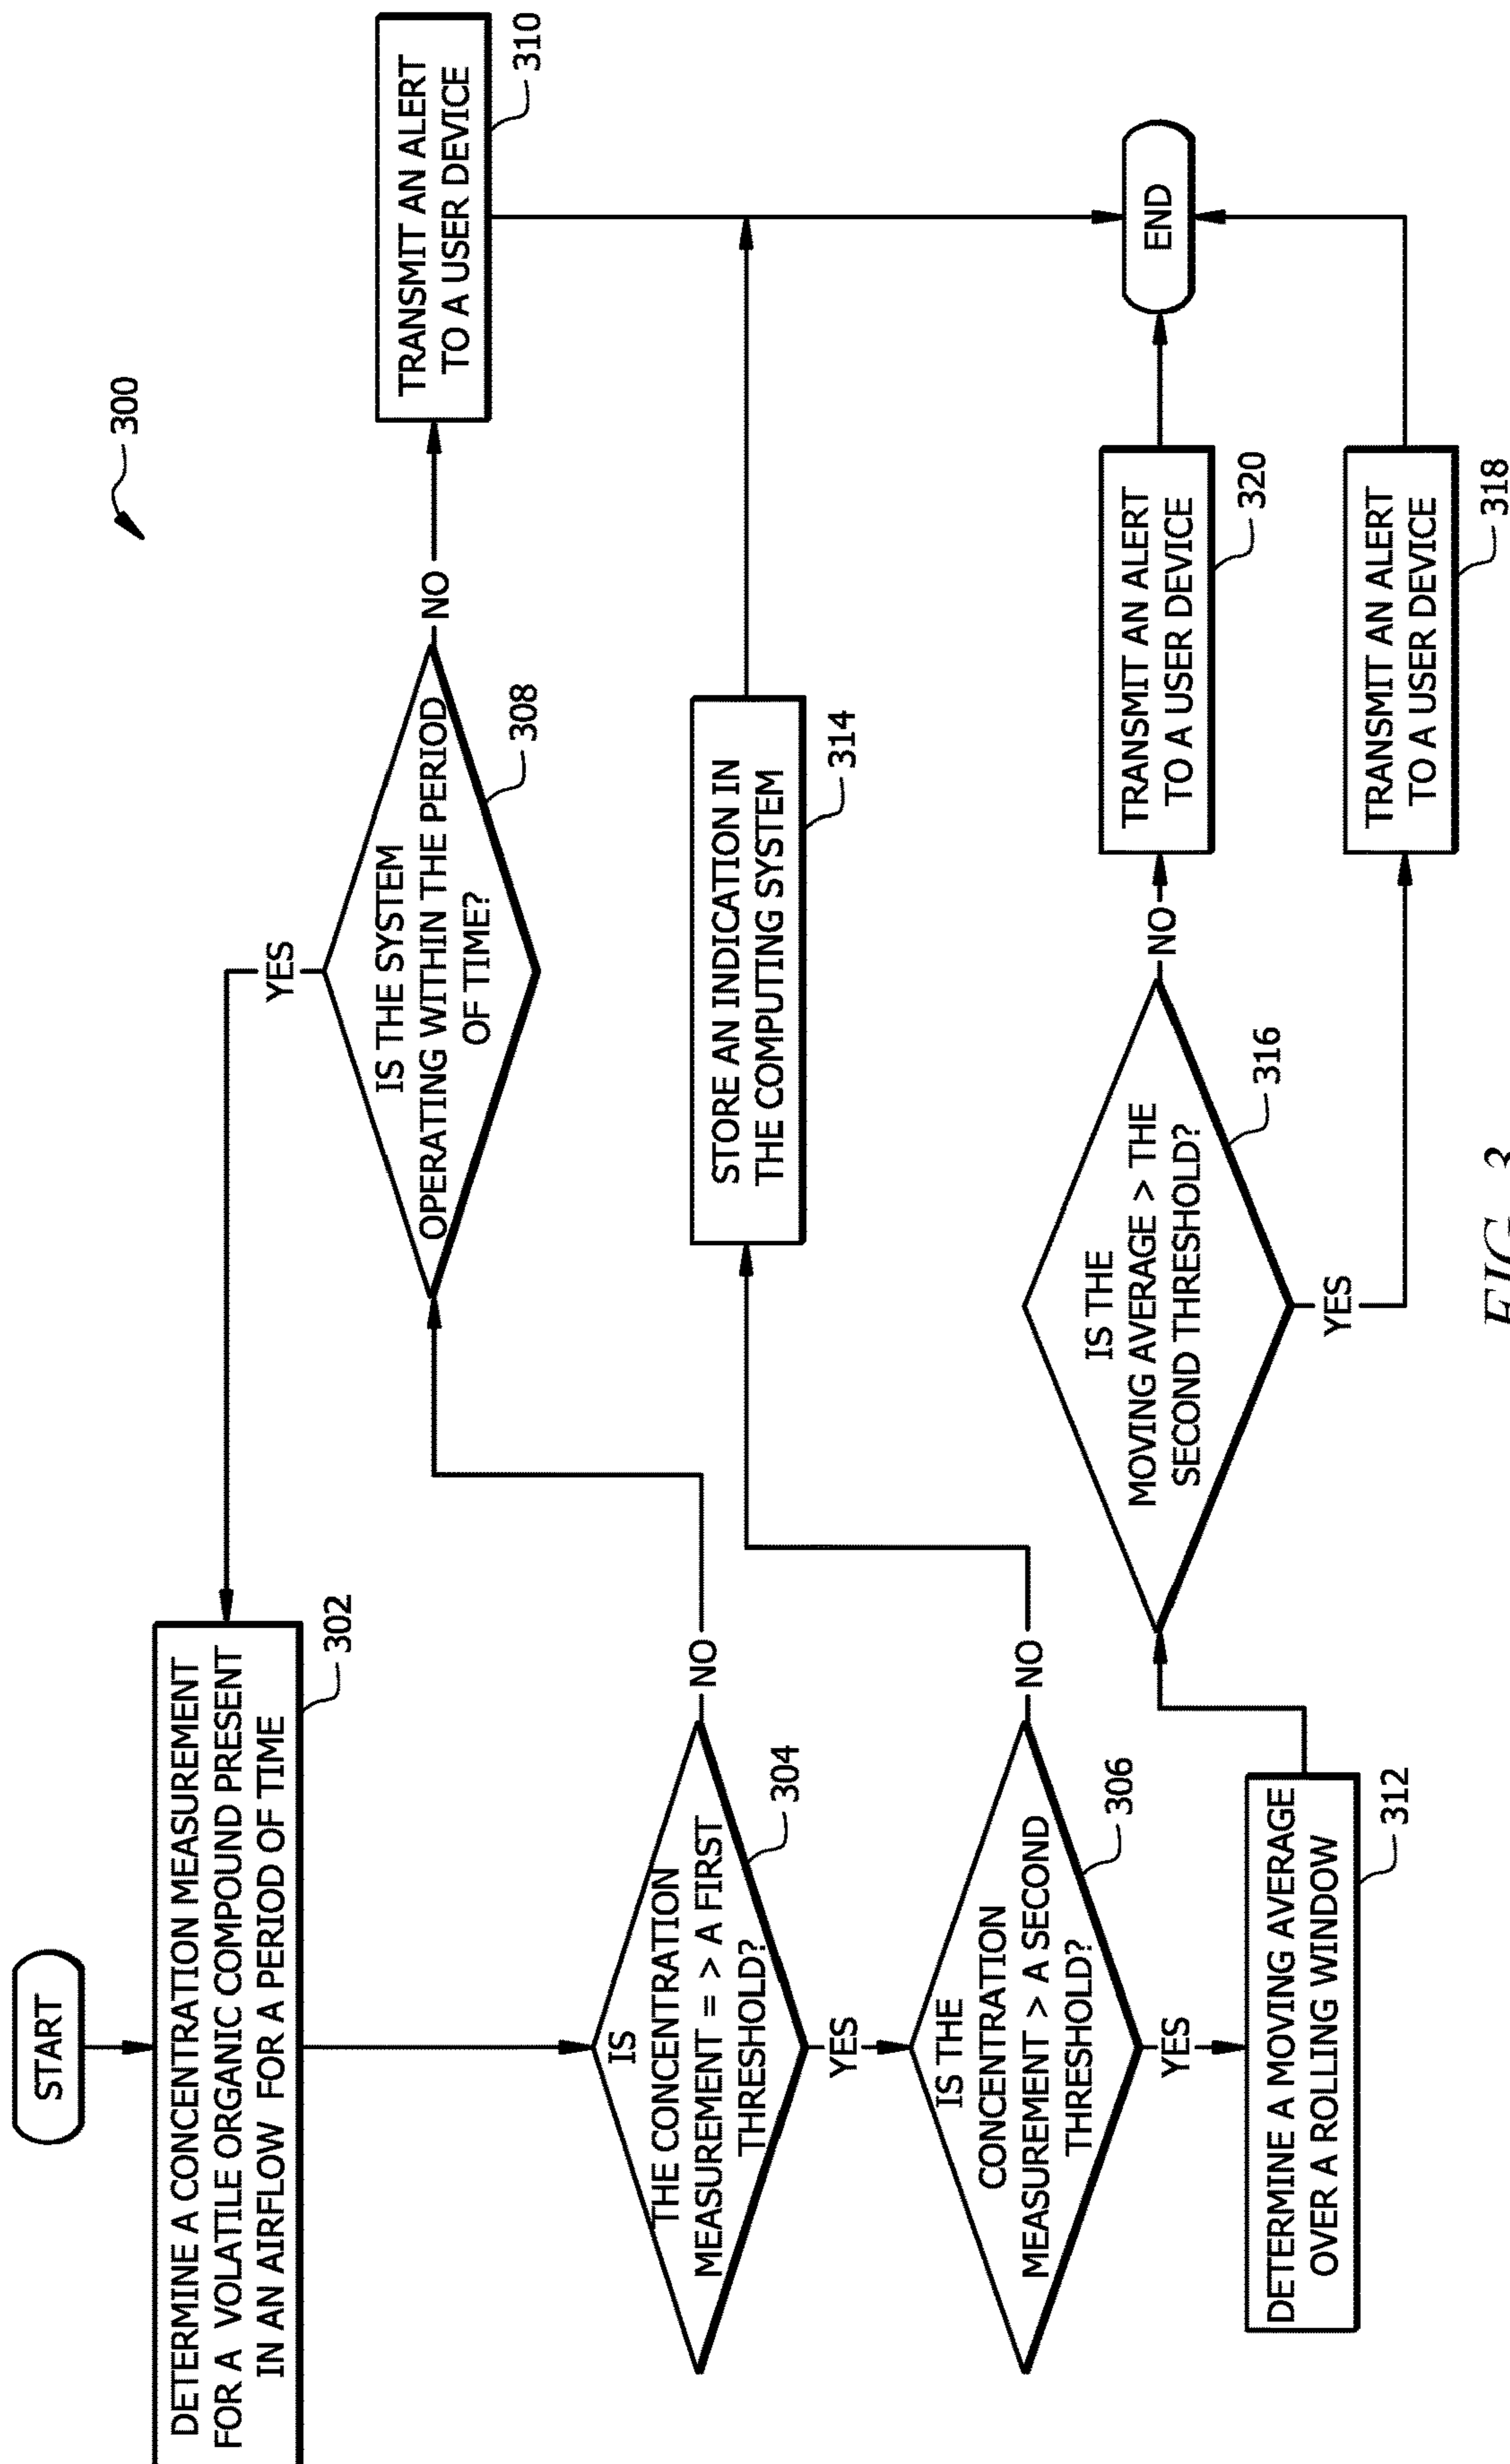 300
START
DETERMINE A CONCENTRATION MEASUREMENT
FOR A VOLATILE ORGANIC COMPOUND PRESENT
IN AN AIRFLOW FOR A PERIOD OF TIME
302
IS
THE CONCENTRATION
MEASUREMENT = > A FIRST
THRESHOLD?
304
NO
YES
IS THE SYSTEM
OPERATING WITHIN THE PERIOD
OF TIME?
308
YES
NO
TRANSMIT AN ALERT
TO A USER DEVICE
310
IS THE
CONCENTRATION
MEASUREMENT > A SECOND
THRESHOLD?
306
NO
YES
STORE AN INDICATION IN
THE COMPUTING SYSTEM
314
DETERMINE A MOVING AVERAGE
OVER A ROLLING WINDOW
312
IS THE
MOVING AVERAGE > THE
SECOND THRESHOLD?
316
NO
YES
TRANSMIT AN ALERT
TO A USER DEVICE
320
TRANSMIT AN ALERT
TO A USER DEVICE
318
END
FIG. 3